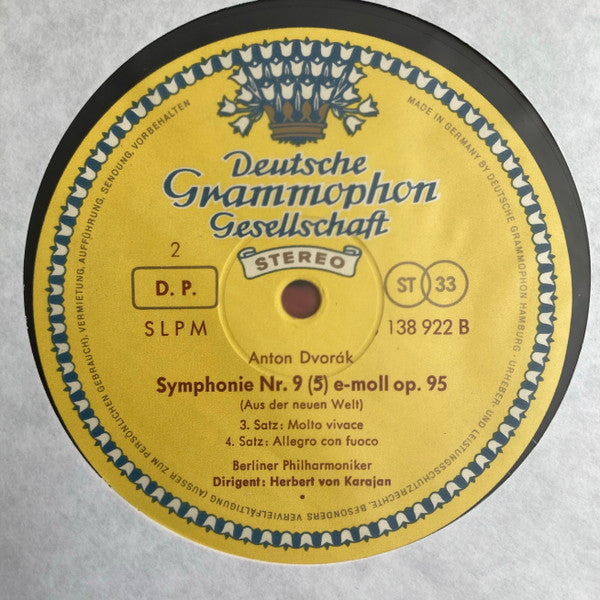 Deutsche
Grammophon
Gesellschaft
STEREO
2
D. P.
SLPM
ST 33
138 922 B
Anton Dvorák
Symphonie Nr. 9 (5) e-moll op. 95
(Aus der neuen Welt)
3. Satz: Molto vivace
4. Satz: Allegro con fuoco
Berliner Philharmoniker
Dirigent: Herbert von Karajan
MADE IN GERMANY BY DEUTSCHE GRAMMOPHON HAMBURG · URHEBER- UND LEISTUNGSSCHUTZRECHTE, BESONDERS VERVIELFÄLTIGUNG (AUSSER ZUM PERSÖNLICHEN GEBRAUCH), VERMIETUNG, AUFFÜHRUNG, SENDUNG, VORBEHALTEN